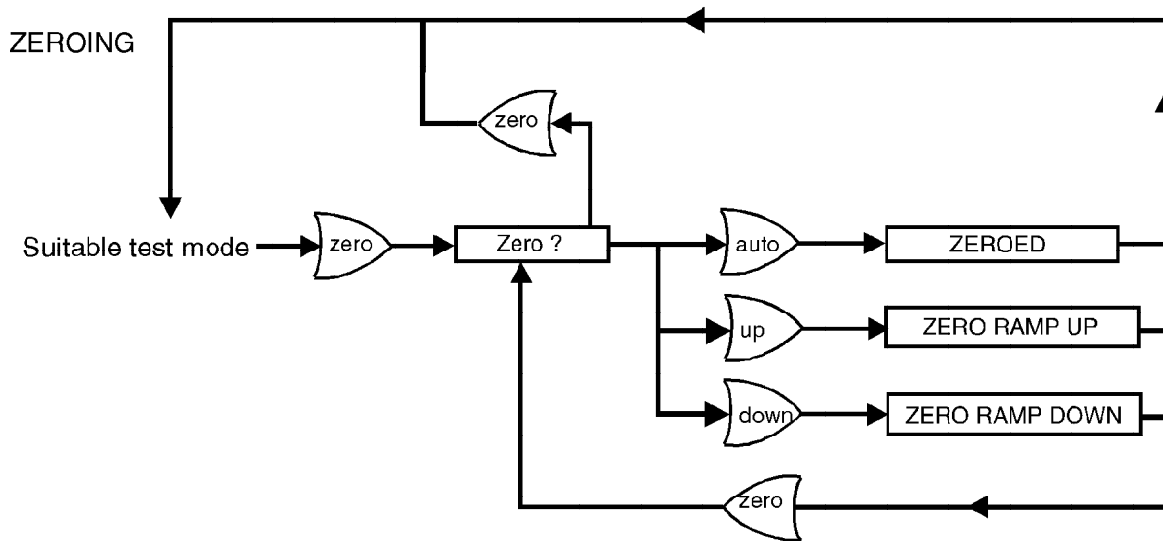 ZEROING
zero
Suitable test mode
zero
Zero ?
auto
ZEROED
up
ZERO RAMP UP
down
ZERO RAMP DOWN
zero